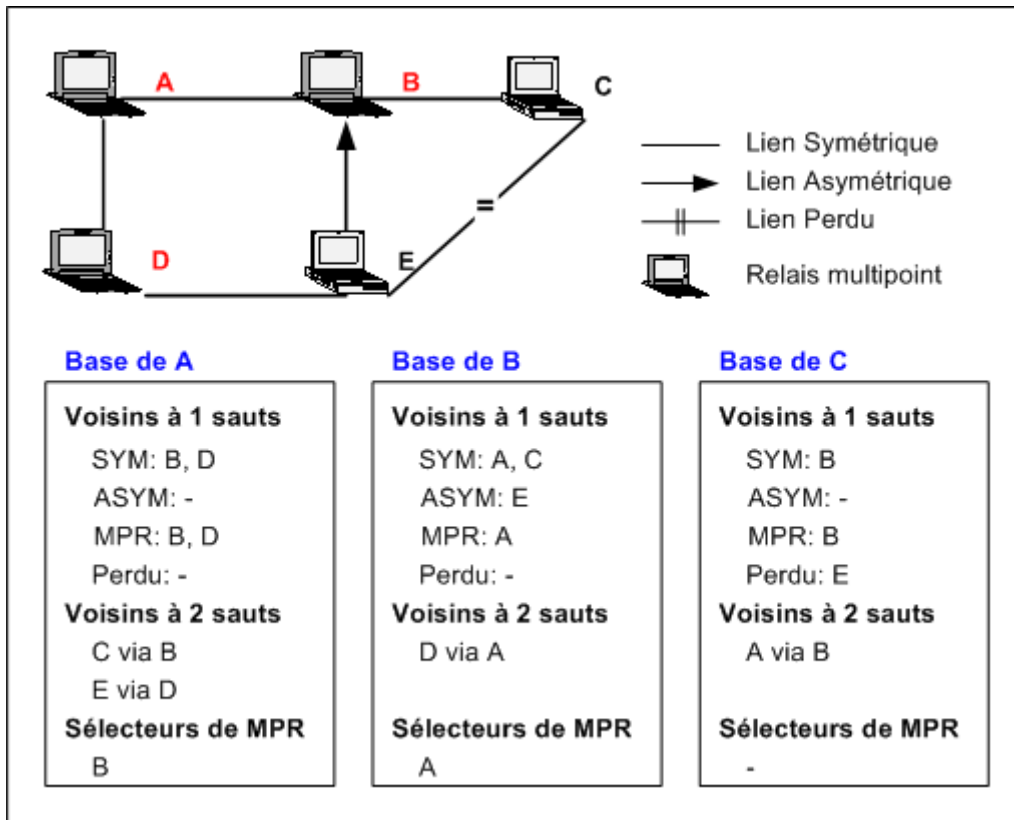 A
B
C
D
E
=
Lien Symétrique
Lien Asymétrique
Lien Perdu
Relais multipoint
Base de A
Voisins à 1 sauts
SYM: B, D
ASYM: -
MPR: B, D
Perdu: -
Voisins à 2 sauts
C via B
E via D
Sélecteurs de MPR
B
Base de B
Voisins à 1 sauts
SYM: A, C
ASYM: E
MPR: A
Perdu: -
Voisins à 2 sauts
D via A
Sélecteurs de MPR
A
Base de C
Voisins à 1 sauts
SYM: B
ASYM: -
MPR: B
Perdu: E
Voisins à 2 sauts
A via B
Sélecteurs de MPR
-